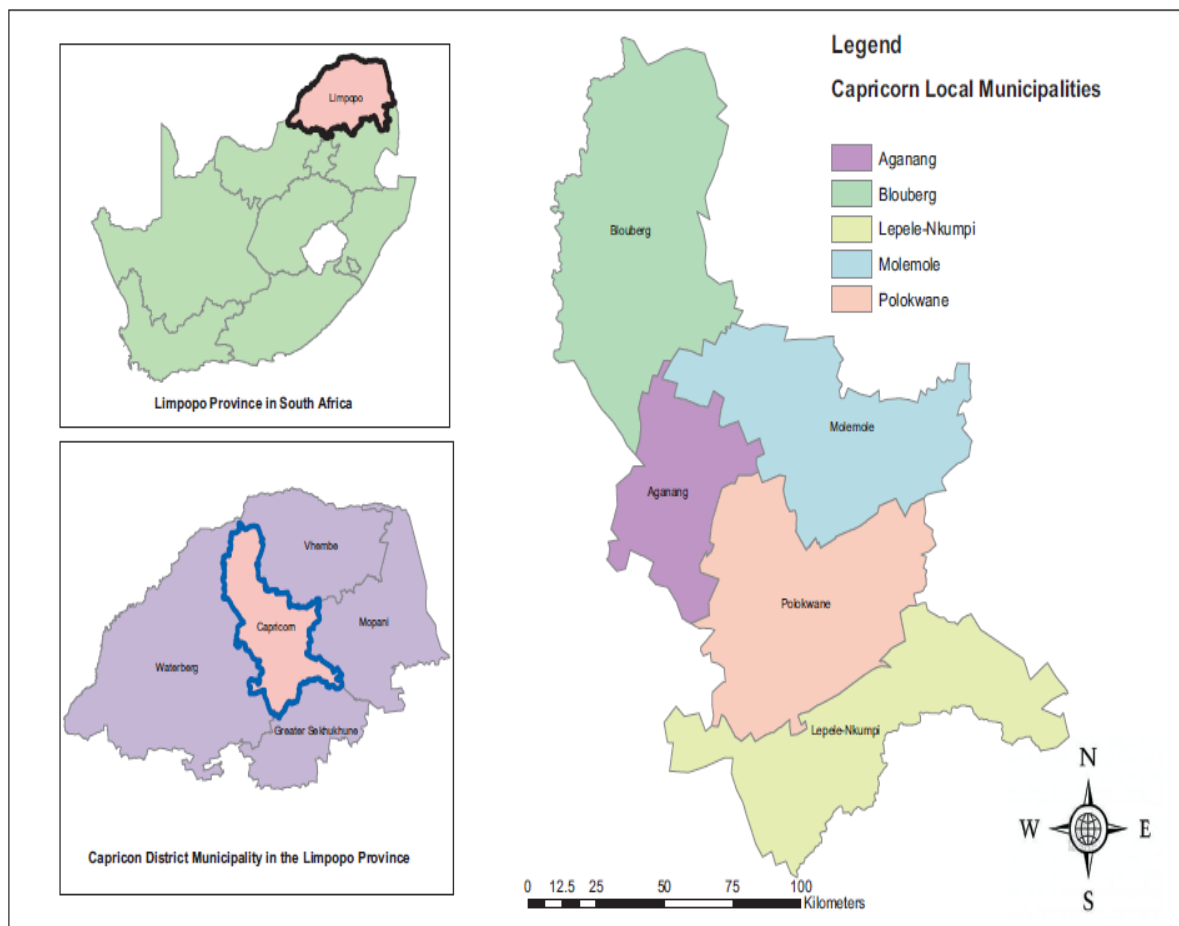 Limpopo
Limpopo Province in South Africa
Vhembe
Capricorn
Mopani
Waterberg
Greater Sekhukhune
Capricon District Municipality in the Limpopo Province
Legend
Capricorn Local Municipalities
Aganang
Blouberg
Lepele-Nkumpi
Molemole
Polokwane
Blouberg
Molemole
Aganang
Polokwane
Lepele-Nkumpi
N
W E
S
0 12.5 25 50 75 100
Kilometers